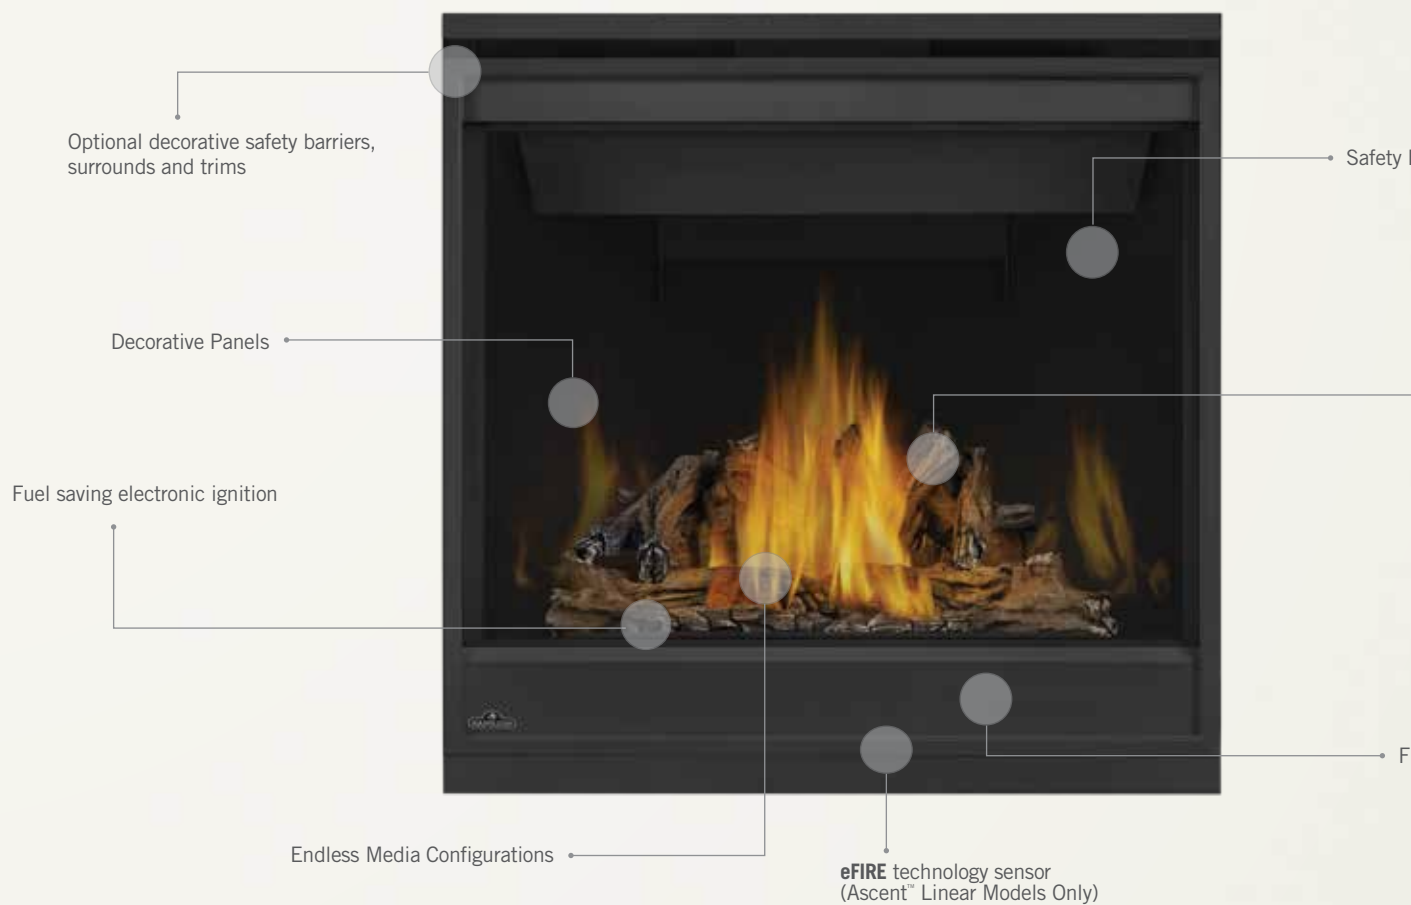 Optional decorative safety barriers,
surrounds and trims
Safety
Decorative Panels
Fuel saving electronic ignition
Endless Media Configurations
eFIRE technology sensor
(Ascent™ Linear Models Only)